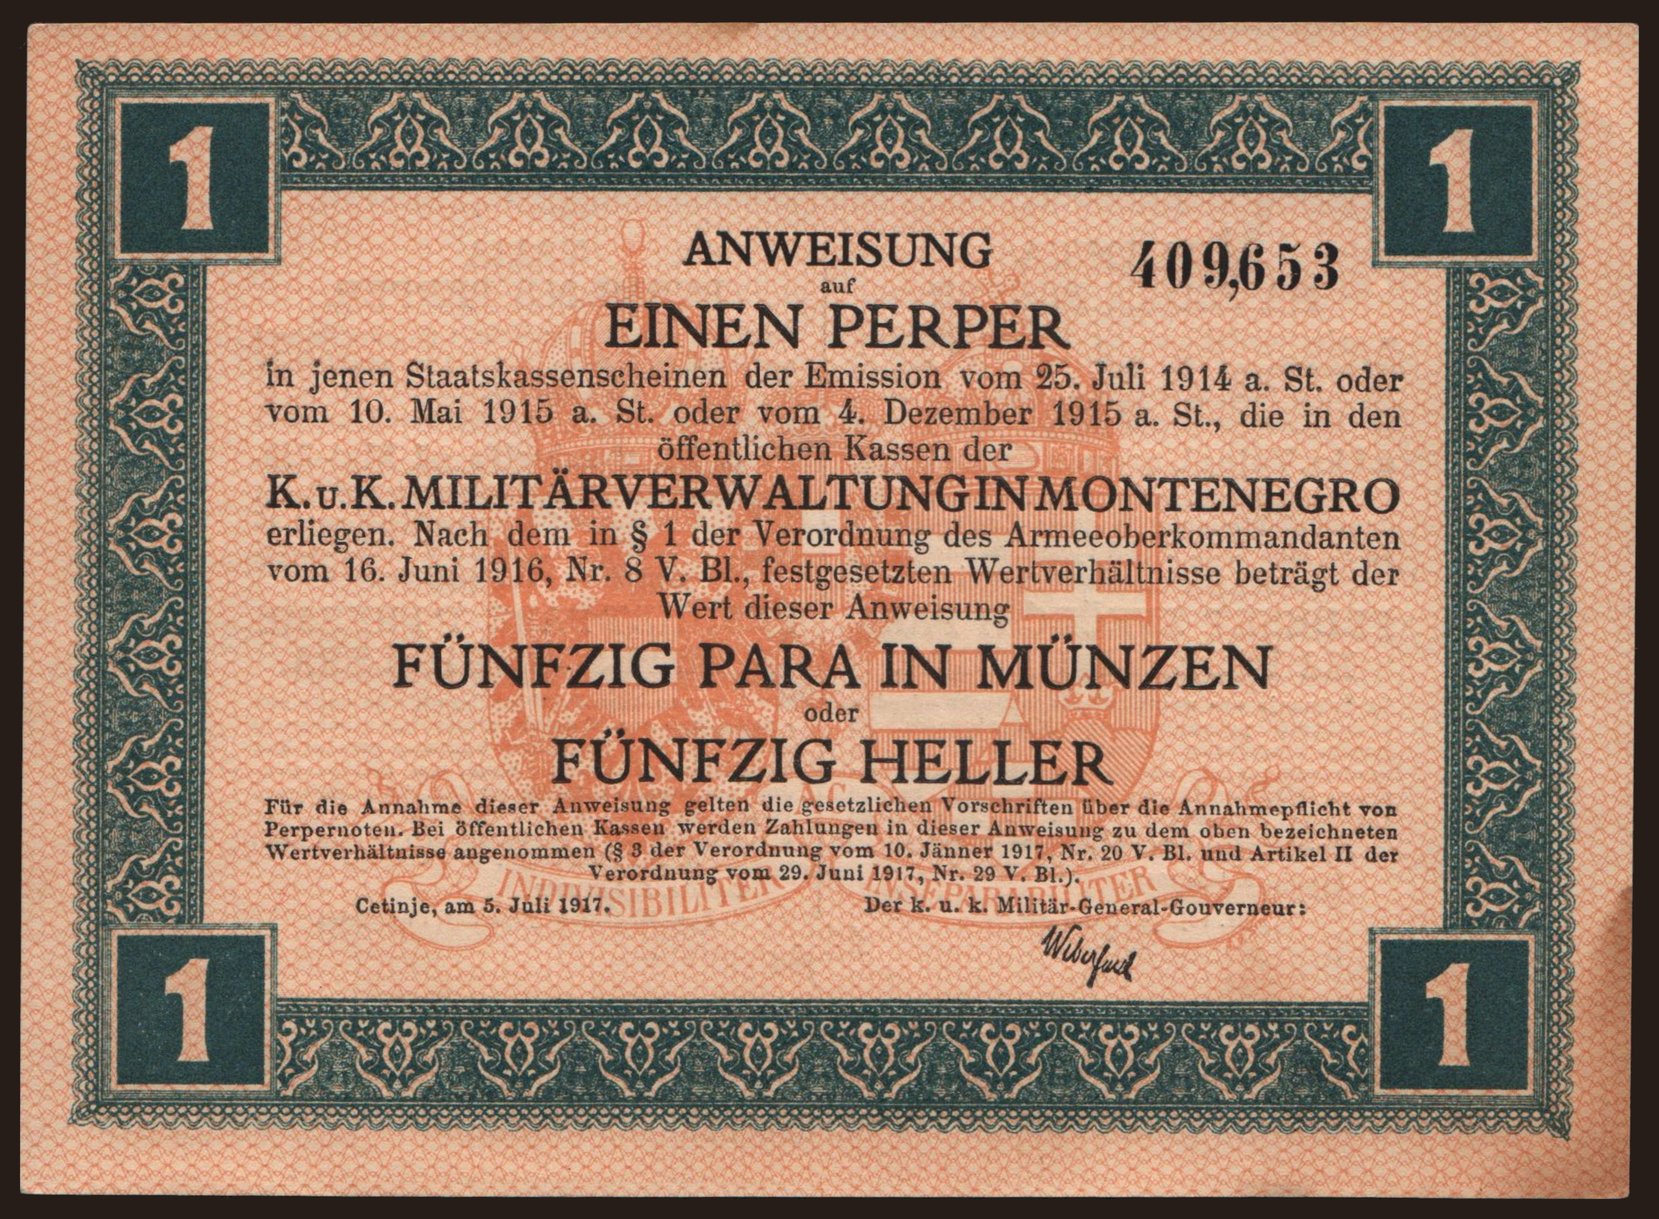 1
1
ANWEISUNG
409,653
auf
EINEN PERPER
in jenen Staatskassenscheinen der Emission vom 25. Juli 1914 a. St. oder
vom 10. Mai 1915 a. St. oder vom 4. Dezember 1915 a. St., die in den
öffentlichen Kassen der
K.u.K. MILITÄRVERWALTUNG IN MONTENEGRO
erliegen. Nach dem in § 1 der Verordnung des Armeeoberkommandanten
vom 16. Juni 1916, Nr. 8 V. Bl., festgesetzten Wertverhältnisse beträgt der
Wert dieser Anweisung
FÜNFZIG PARA IN MÜNZEN
oder
FÜNFZIG HELLER
Für die Annahme dieser Anweisung gelten die gesetzlichen Vorschriften über die Annahmepflicht von
Perpernoten. Bei öffentlichen Kassen werden Zahlungen in dieser Anweisung zu dem oben bezeichneten
Wertverhältnisse angenommen (§ 3 der Verordnung vom 10. Jänner 1917, Nr. 20 V. Bl. und Artikel II der
Verordnung vom 29. Juni 1917, Nr. 29 V. Bl.).
INDIVISIBILITER AC INSEPARABILITER
Cetinje, am 5. Juli 1917.
Der k. u. k. Militär-General-Gouverneur:
1
1